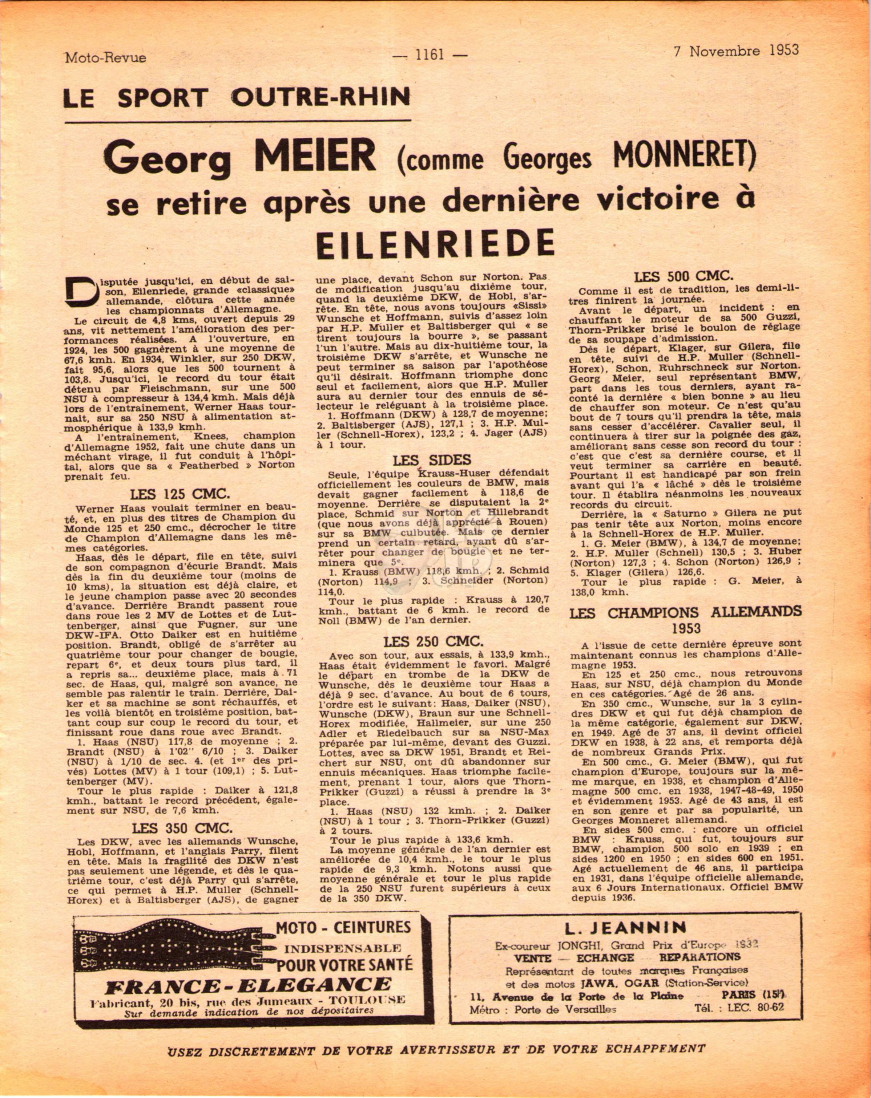 Moto-Revue
— 1161 —
7 Novembre 1953
LE SPORT OUTRE-RHIN
Georg MEIER (comme Georges MONNERET)
se retire après une dernière victoire à
EILENRIEDE
Disputée jusqu'ici, en début de sai-
son, Eilenriede, grande «classique»
allemande, clôtura cette année
les championnats d'Allemagne.
Le circuit de 4,8 kms, ouvert depuis 29
ans, vit nettement l'amélioration des per-
formances réalisées. A l'ouverture, en
1924, les 500 gagnèrent à une moyenne de
67,6 kmh. En 1934, Winkler, sur 250 DKW,
fait 95,6, alors que les 500 tournent à
103,8. Jusqu'ici, le record du tour était
détenu par Fleischmann, sur une 500
NSU à compresseur à 134,4 kmh. Mais déjà
lors de l'entrainement, Werner Haas tour-
nait, sur sa 250 NSU à alimentation at-
mosphérique à 133,9 kmh.
A l'entraînement, Knees, champion
d'Allemagne 1952, fait une chute dans un
méchant virage, il fut conduit à l'hôpi-
tal, alors que sa « Featherbed » Norton
prenait feu.
LES 125 CMC.
Werner Haas voulait terminer en beau-
té, et, en plus des titres de Champion du
Monde 125 et 250 cmc, décrocher le titre
de Champion d'Allemagne dans les mê-
mes catégories.
Haas, dès le départ, file en tête, suivi
de son compagnon d'écurie Brandt. Mais
dès la fin du deuxième tour (moins de
10 kms), la situation est déjà claire, et
le jeune champion passe avec 20 secondes
d'avance. Derrière Brandt passent roue
dans roue les 2 MV de Lottes et de Lut-
tenberger, ainsi que Fugner, sur une
DKW-IFA. Otto Daiker est en huitième
position. Brandt, obligé de s'arrêter au
quatrième tour pour changer de bougie,
repart 6e, et deux tours plus tard, il
a repris sa... deuxième place, mais à 71
sec. de Haas, qui, malgré son avance, ne
semble pas ralentir le train. Derrière, Dai-
ker et sa machine se sont réchauffés, et
les voilà bientôt en troisième position, bat-
tant coup sur coup le record du tour, et
finissant roue dans roue avec Brandt.
1. Haas (NSU) 117,8 de moyenne ; 2.
Brandt (NSU) à 1'02" 6/10 ; 3. Daiker
(NSU) à 1/10 de sec. 4. (et 1er des pri-
vés) Lottes (MV) à 1 tour (109,1) ; 5. Lut-
tenberger (MV).
Tour le plus rapide : Daiker à 121,8
kmh., battant le record précédent, égale-
ment sur NSU, de 7,6 kmh.
LES 350 CMC.
Les DKW, avec les allemands Wunsche,
Hobl, Hoffmann, et l'anglais Parry, filent
en tête. Mais la fragilité des DKW n'est
pas seulement une légende, et dès le qua-
trième tour, c'est déjà Parry qui s'arrête,
ce qui permet à H.P. Muller (Schnell-
Horex) et à Baltisberger (AJS), de gagner
une place, devant Schon sur Norton. Pas
de modification jusqu'au dixième tour,
quand la deuxième DKW, de Hobl, s'ar-
rête. En tête, nous avons toujours «Sissi»
Wunsche et Hoffmann, suivis d'assez loin
par H.P. Muller et Baltisberger qui « se
tirent toujours la bourre », se passant
l'un l'autre. Mais au dix-huitième tour, la
troisième DKW s'arrête, et Wunsche ne
peut terminer sa saison par l'apothéose
qu'il désirait. Hoffmann triomphe donc
seul et facilement, alors que H.P. Muller
aura au dernier tour des ennuis de sé-
lecteur le reléguant à la troisième place.
1. Hoffmann (DKW) à 128,7 de moyenne;
2. Baltisberger (AJS), 127,1 ; 3. H.P. Mul-
ler (Schnell-Horex), 123,2 ; 4. Jager (AJS)
à 1 tour.
LES SIDES
Seule, l'équipe Krauss-Huser défendait
officiellement les couleurs de BMW, mais
devait gagner facilement à 118,6 de
moyenne. Derrière se disputaient la 2e
place, Schmid sur Norton et Hillebrandt
(que nous avons déjà apprécié à Rouen)
sur sa BMW culbutée. Mais ce dernier
prend un certain retard, ayant dû s'ar-
rêter pour changer de bougie et ne ter-
minera que 5e.
1. Krauss (BMW) 118,6 kmh. ; 2. Schmid
(Norton) 114,9 ; 3. Schneider (Norton)
114,0.
Tour le plus rapide : Krauss à 120,7
kmh., battant de 6 kmh. le record de
Noll (BMW) de l'an dernier.
LES 250 CMC.
Avec son tour, aux essais, à 133,9 kmh.,
Haas était évidemment le favori. Malgré
le départ en trombe de la DKW de
Wunsche, dès le deuxième tour Haas a
déjà 9 sec. d'avance. Au bout de 6 tours,
l'ordre est le suivant: Haas, Daiker (NSU),
Wunsche (DKW), Braun sur une Schnell-
Horex modifiée, Hallmeier, sur une 250
Adler et Riedelbauch sur sa NSU-Max
préparée par lui-même, devant des Guzzi.
Lottes, avec sa DKW 1951, Brandt et Rei-
chert sur NSU, ont dû abandonner sur
ennuis mécaniques. Haas triomphe facile-
ment, prenant 1 tour, alors que Thorn-
Prikker (Guzzi) a réussi à prendre la 3e
place.
1. Haas (NSU) 132 kmh. ; 2. Daiker
(NSU) à 1 tour ; 3. Thorn-Prikker (Guzzi)
à 2 tours.
Tour le plus rapide à 133,6 kmh.
La moyenne générale de l'an dernier est
améliorée de 10,4 kmh., le tour le plus
rapide de 9,3 kmh. Notons aussi que
moyenne générale et tour le plus rapide
de la 250 NSU furent supérieurs à ceux
de la 350 DKW.
LES 500 CMC.
Comme il est de tradition, les demi-li-
tres finirent la journée.
Avant le départ, un incident : en
chauffant le moteur de sa 500 Guzzi,
Thorn-Prikker brise le boulon de réglage
de sa soupape d'admission.
Dès le départ, Klager, sur Gilera, file
en tête, suivi de H.P. Muller (Schnell-
Horex), Schon, Ruhrschneck sur Norton.
Georg Meier, seul représentant BMW,
part dans les tous derniers, ayant ra-
conté la dernière « bien bonne » au lieu
de chauffer son moteur. Ce n'est qu'au
bout de 7 tours qu'il prendra la tête, mais
sans cesser d'accélérer. Cavalier seul, il
continuera à tirer sur la poignée des gaz,
améliorant sans cesse son record du tour :
c'est que c'est sa dernière course, et il
veut terminer sa carrière en beauté.
Pourtant il est handicapé par son frein
avant qui l'a « lâché » dès le troisième
tour. Il établira néanmoins les nouveaux
records du circuit.
Derrière, la « Saturno » Gilera ne put
pas tenir tête aux Norton, moins encore
à la Schnell-Horex de H.P. Muller.
1. G. Meier (BMW), à 134,7 de moyenne;
2. H.P. Muller (Schnell) 130,5 ; 3. Huber
(Norton) 127,3 ; 4. Schon (Norton) 126,9 ;
5. Klager (Gilera) 126,6.
Tour le plus rapide : G. Meier, à
138,0 kmh.
LES CHAMPIONS ALLEMANDS
1953
A l'issue de cette dernière épreuve sont
maintenant connus les champions d'Alle-
magne 1953.
En 125 et 250 cmc., nous retrouvons
Haas, sur NSU, déjà champion du Monde
en ces catégories. Agé de 26 ans.
En 350 cmc., Wunsche, sur la 3 cylin-
dres DKW et qui fut déjà champion de
la même catégorie, également sur DKW,
en 1949. Agé de 37 ans, il devint officiel
DKW en 1938, à 22 ans, et remporta déjà
de nombreux Grands Prix.
En 500 cmc., G. Meier (BMW), qui fut
champion d'Europe, toujours sur la mê-
me marque, en 1938, et champion d'Alle-
magne 500 cmc. en 1938, 1947-48-49, 1950
et évidemment 1953. Agé de 43 ans, il est
en son genre et par sa popularité, un
Georges Monneret allemand.
En sides 500 cmc. : encore un officiel
BMW : Krauss, qui fut, toujours sur
BMW, champion 500 solo en 1939 ; en
sides 1200 en 1950 ; en sides 600 en 1951.
Agé actuellement de 46 ans, il participa
en 1931, dans l'équipe officielle allemande,
aux 6 Jours Internationaux. Officiel BMW
depuis 1936.
MOTO - CEINTURES
INDISPENSABLE
POUR VOTRE SANTÉ
FRANCE-ELEGANCE
Fabricant, 20 bis, rue des Jumeaux - TOULOUSE
Sur demande indication de nos dépositaires
L. JEANNIN
Ex-coureur JONGHI, Grand Prix d'Europe 1932
VENTE — ECHANGE — REPARATIONS
Représentant de toutes marques Françaises
et des motos JAWA, OGAR (Station-Service)
11, Avenue de la Porte de la Plaine — PARIS (15e)
Métro : Porte de Versailles Tél. : LEC. 80-62
USEZ DISCRETEMENT DE VOTRE AVERTISSEUR ET DE VOTRE ECHAPPEMENT